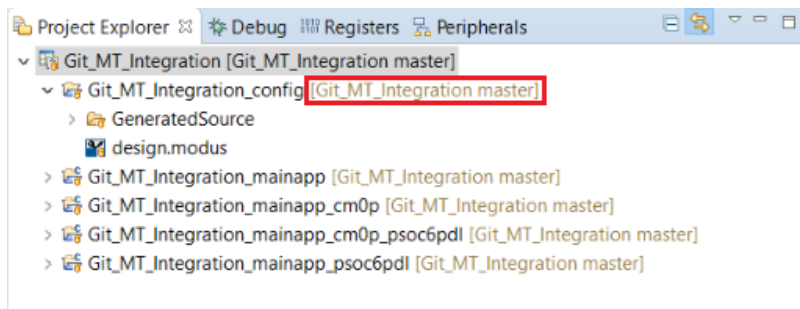 Project Explorer Debug Registers Peripherals
Git_MT_Integration [Git_MT_Integration master]
Git_MT_Integration_config [Git_MT_Integration master]
GeneratedSource
design.modus
Git_MT_Integration_mainapp [Git_MT_Integration master]
Git_MT_Integration_mainapp_cm0p [Git_MT_Integration master]
Git_MT_Integration_mainapp_cm0p_psoc6pdl [Git_MT_Integration master]
Git_MT_Integration_mainapp_psoc6pdl [Git_MT_Integration master]